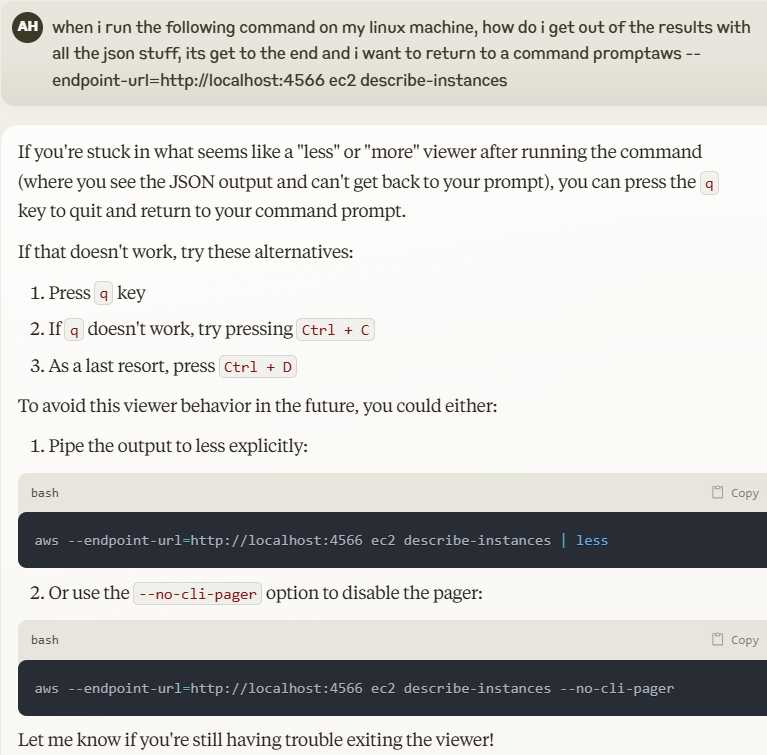 AH
when i run the following command on my linux machine, how do i get out of the results with
all the json stuff, its get to the end and i want to return to a command promptaws --
endpoint-url=http://localhost:4566 ec2 describe-instances
If you're stuck in what seems like a "less" or "more" viewer after running the command
(where you see the JSON output and can't get back to your prompt), you can press the q
key to quit and return to your command prompt.
If that doesn't work, try these alternatives:
1. Press q key
2. If q doesn't work, try pressing Ctrl + C
3. As a last resort, press Ctrl + D
To avoid this viewer behavior in the future, you could either:
1. Pipe the output to less explicitly:
bash Copy
aws --endpoint-url=http://localhost:4566 ec2 describe-instances | less
2. Or use the --no-cli-pager option to disable the pager:
bash Copy
aws --endpoint-url=http://localhost:4566 ec2 describe-instances --no-cli-pager
Let me know if you're still having trouble exiting the viewer!